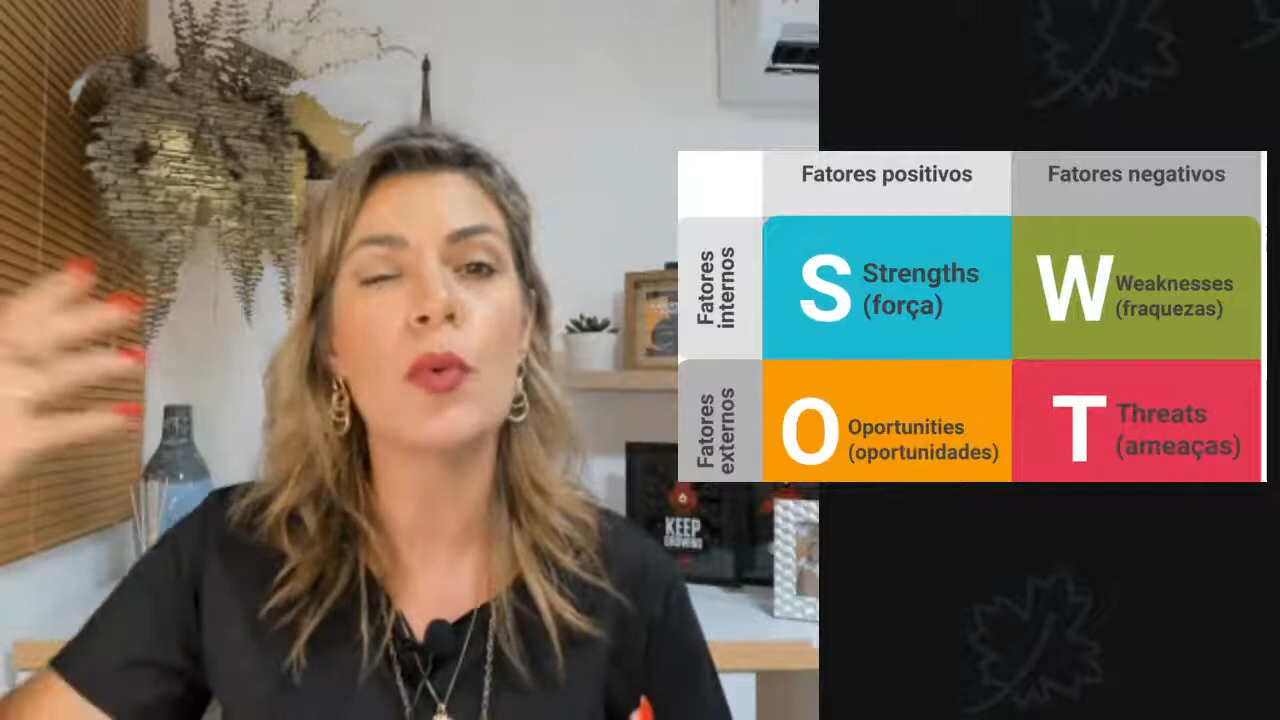 Fatores positivos
Fatores negativos
Fatores
internos
S
Strengths
(força)
W
Weaknesses
(fraquezas)
Fatores
externos
O
Oportunities
(oportunidades)
T
Threats
(ameaças)
KEEP
GROWING